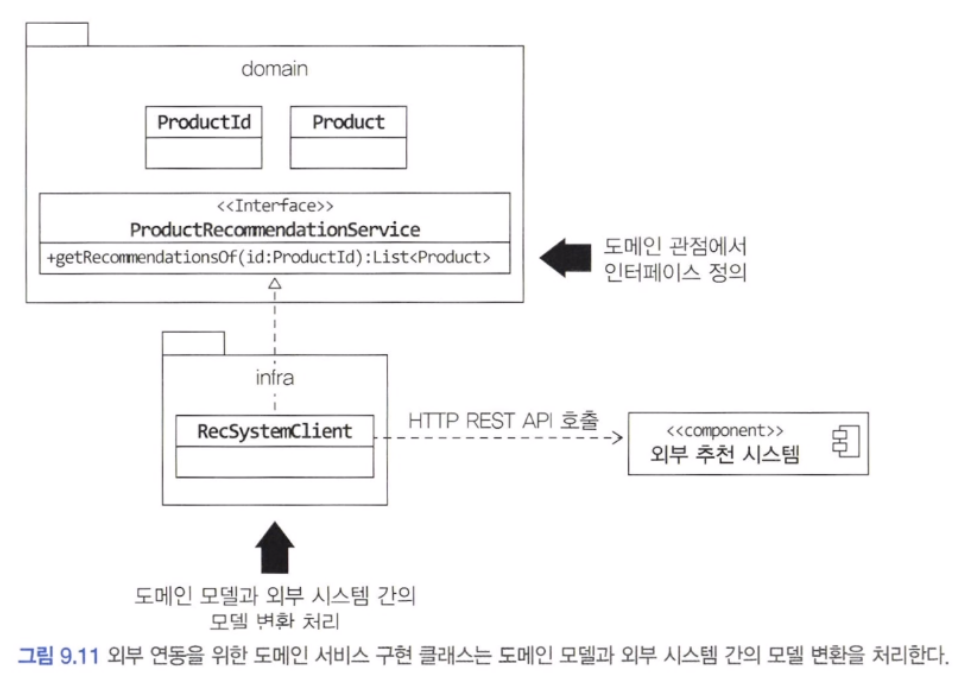 domain
ProductId
Product
<<Interface>>
ProductRecommendationService
+getRecommendationsOf(id:ProductId):List<Product>
도메인 관점에서
인터페이스 정의
infra
RecSystemClient
HTTP REST API 호출
<<component>>
외부 추천 시스템
도메인 모델과 외부 시스템 간의
모델 변환 처리
그림 9.11 외부 연동을 위한 도메인 서비스 구현 클래스는 도메인 모델과 외부 시스템 간의 모델 변환을 처리한다.